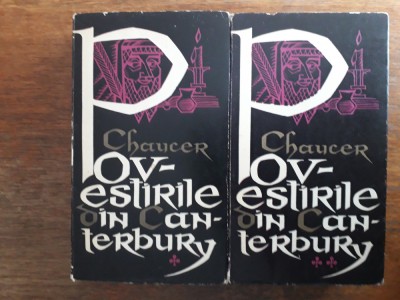 Chaucer
Pov-
estirile
din Can-
terbury
Chaucer
Pov-
estirile
din Can-
terbury